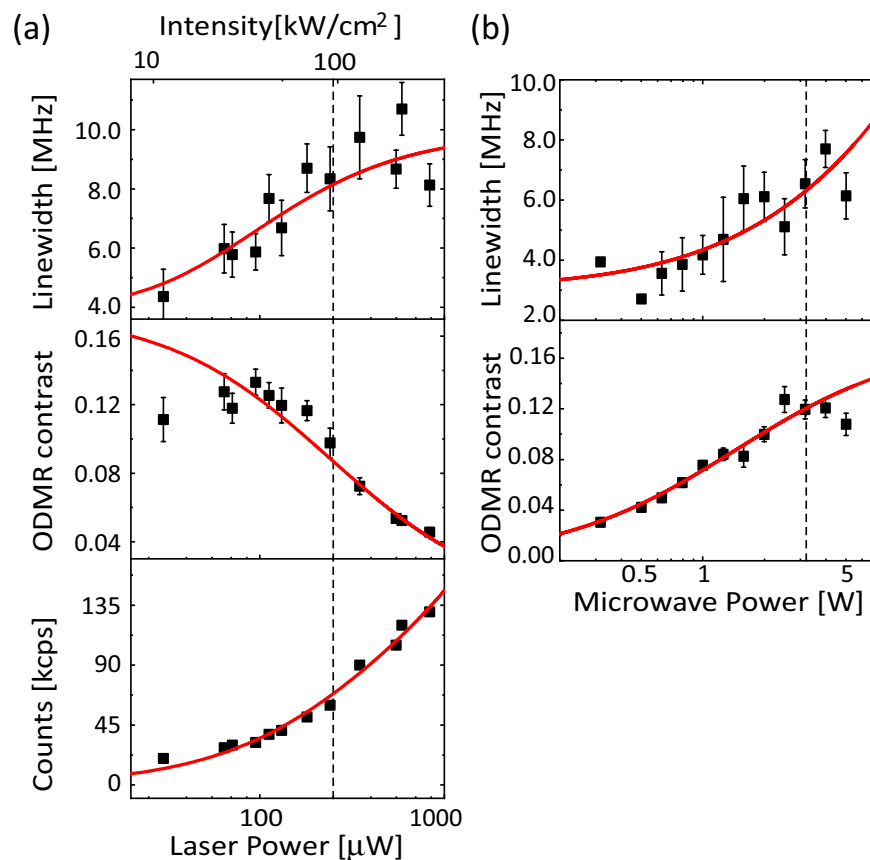 (a)
Intensity[kW/cm²]
10 100
Linewidth [MHz]
10.0
8.0
6.0
4.0
ODMR contrast
0.16
0.12
0.08
0.04
Counts [kcps]
135
90
45
0
100 1000
Laser Power [μW]
(b)
Linewidth [MHz]
10.0
8.0
6.0
4.0
2.0
ODMR contrast
0.16
0.12
0.08
0.04
0.00
0.5 1 5
Microwave Power [W]